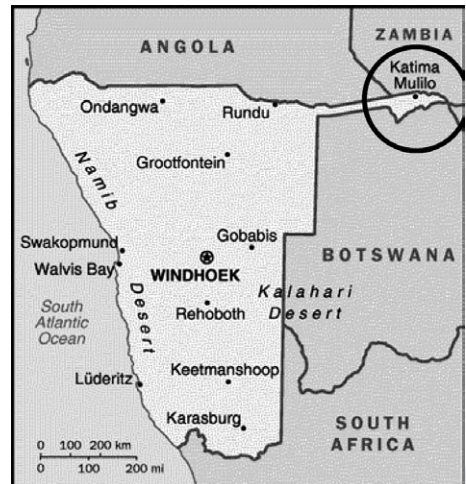 ANGOLA
ZAMBIA
Katima
Mulilo
Ondangwa
Rundu
Grootfontein
Namib
Desert
Swakopmund
Walvis Bay
Gobabis
WINDHOEK
BOTSWANA
Kalahari
Desert
South
Atlantic
Ocean
Rehoboth
Lüderitz
Keetmanshoop
Karasburg
SOUTH
AFRICA
0 100 200 km
0 100 200 mi